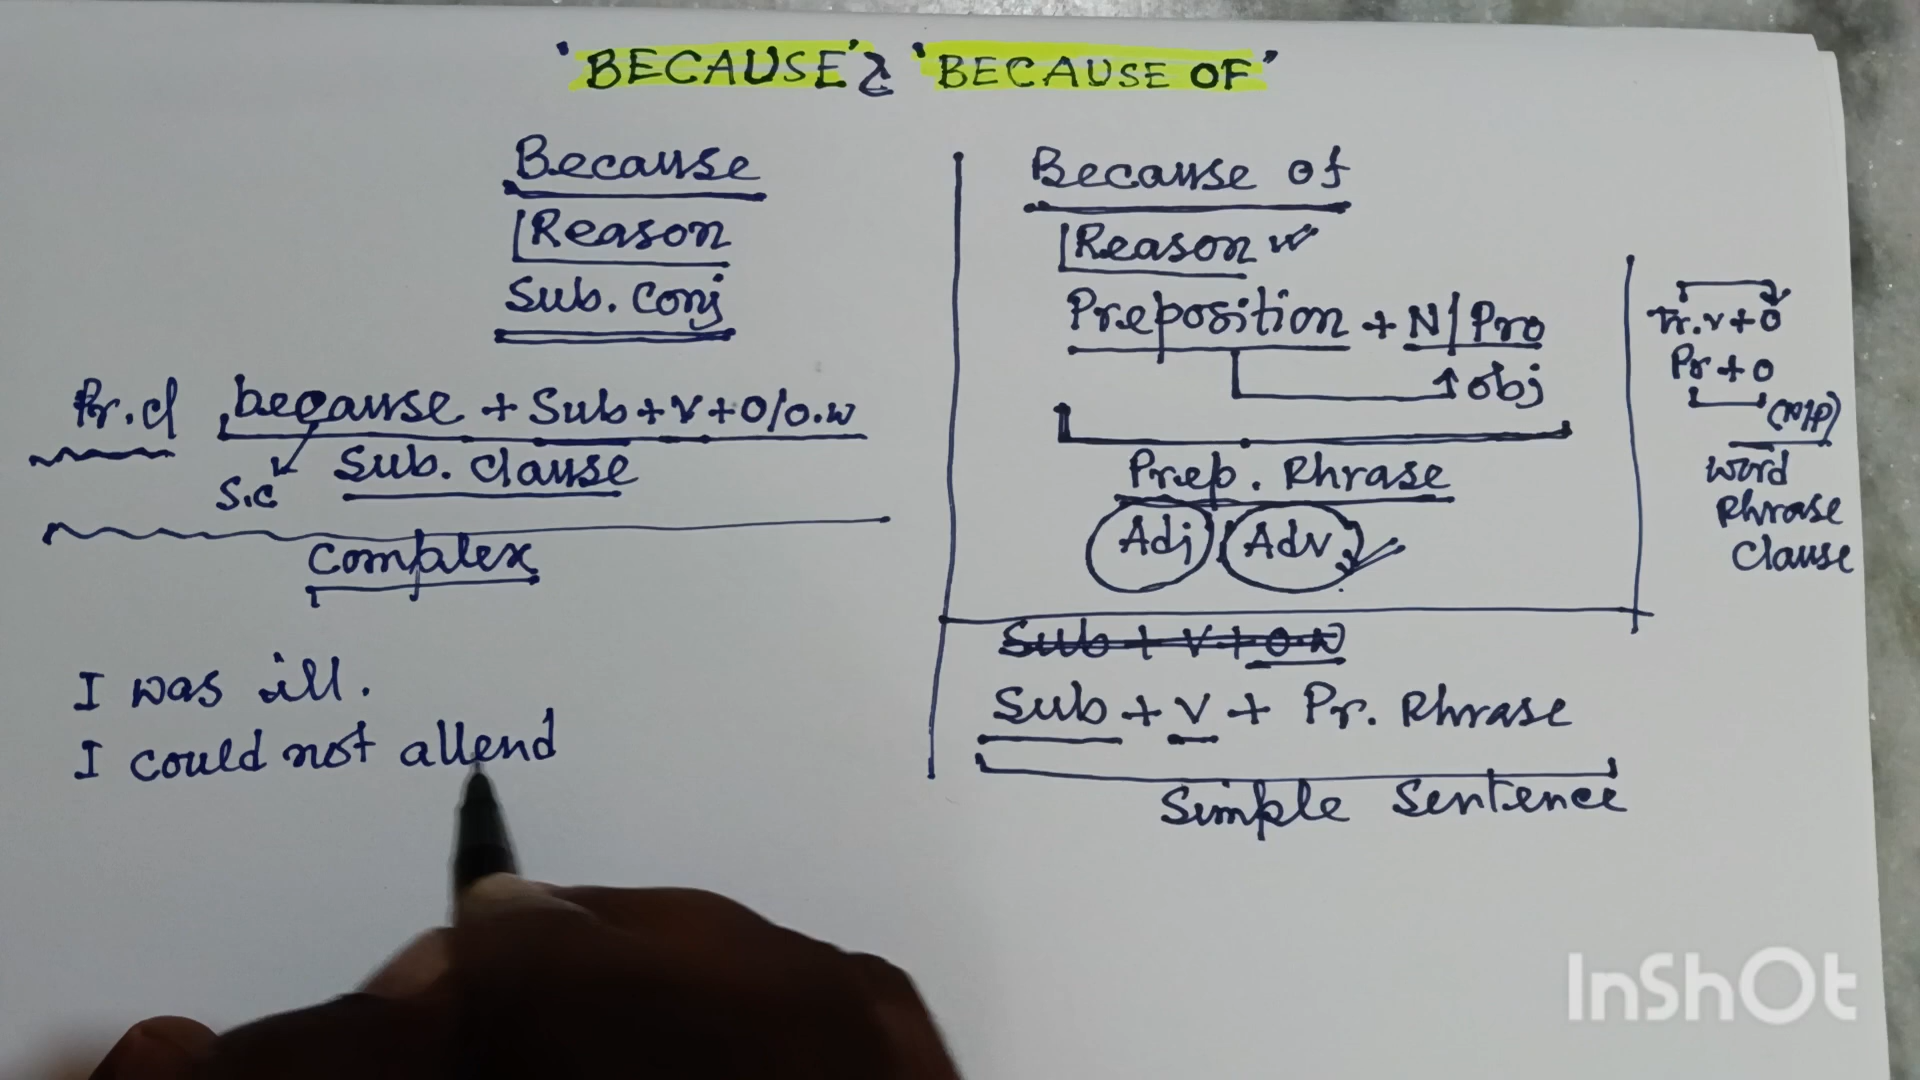 'BECAUSE' & 'BECAUSE OF'
Because
Reason
Sub. Conj
Pr.cl because + Sub + V + O/O.W
S.C Sub. Clause
Complex
I was ill.
I could not attend
Because of
Reason
Preposition + N/Pro
obj
Prep. Phrase
Adj Adv
Sub + V + O.W
Sub + V + Pr. Phrase
Simple Sentence
Tr.V + O
Pr + O
(N/P)
Word
Phrase
Clause
InShOt